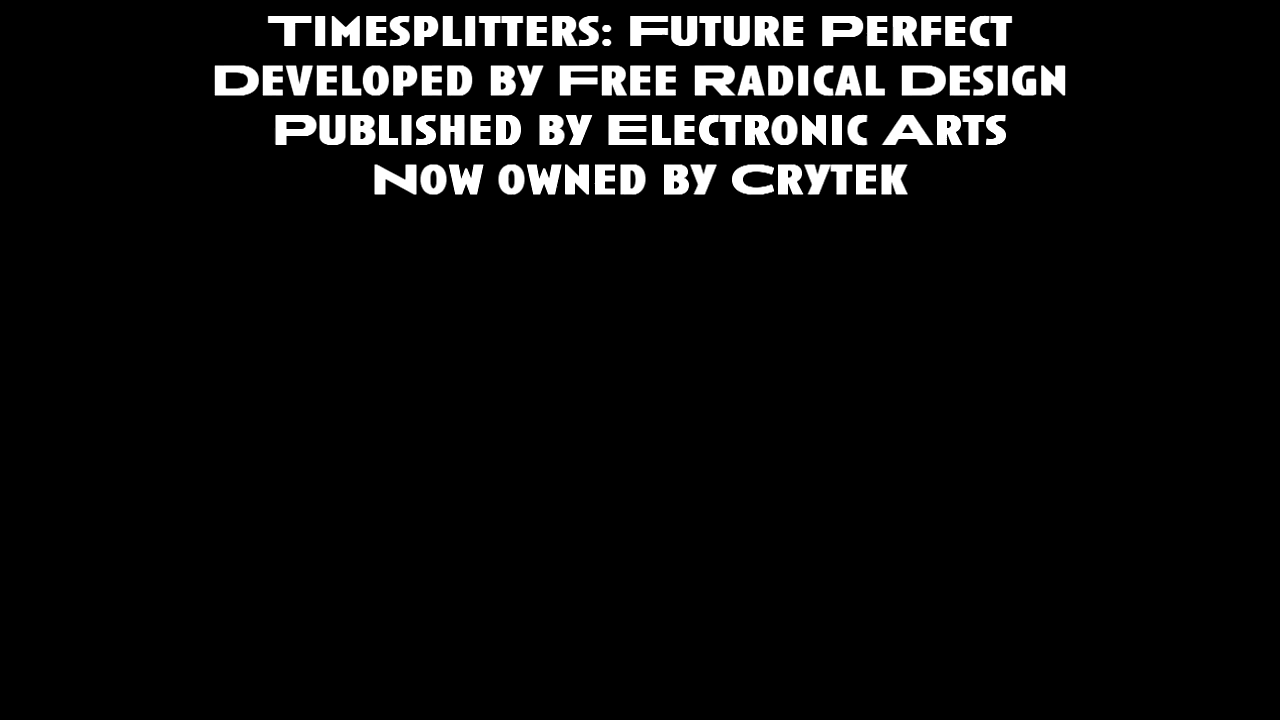 Timesplitters: Future Perfect
Developed by Free Radical Design
Published by Electronic Arts
Now owned by Crytek